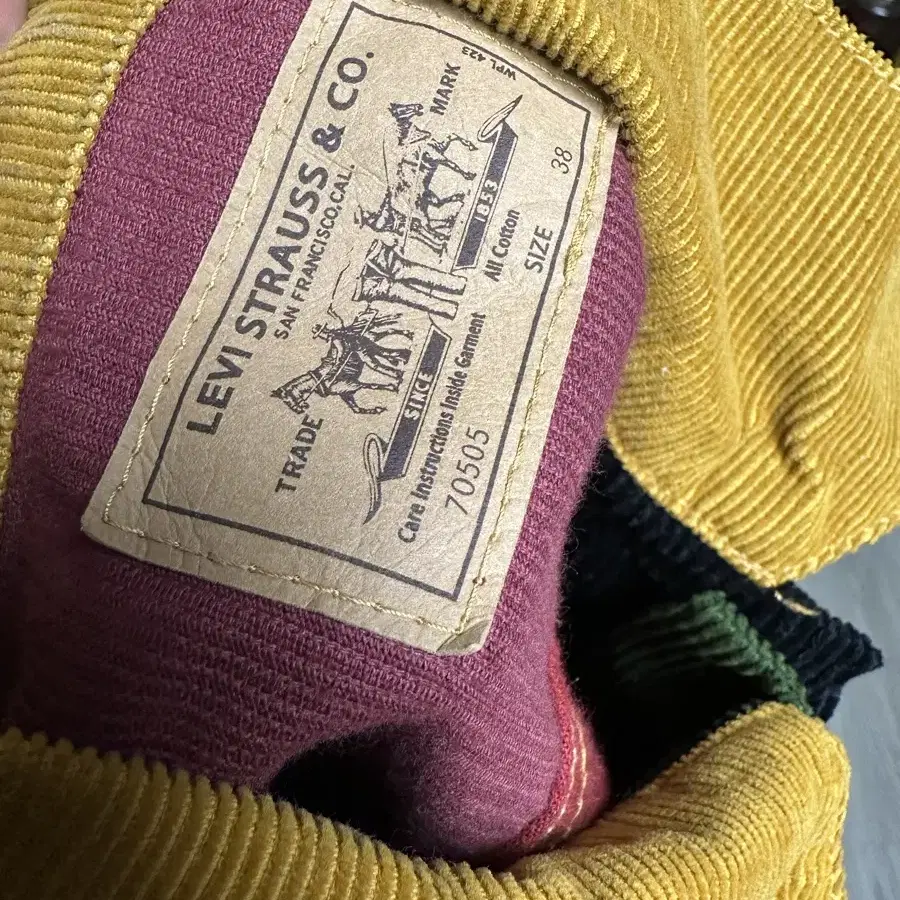 LEVI STRAUSS & CO.
SAN FRANCISCO, CAL.
TRADE MARK
WPL 423
SINCE 1853
Care Instructions Inside Garment All Cotton
70505 SIZE 38